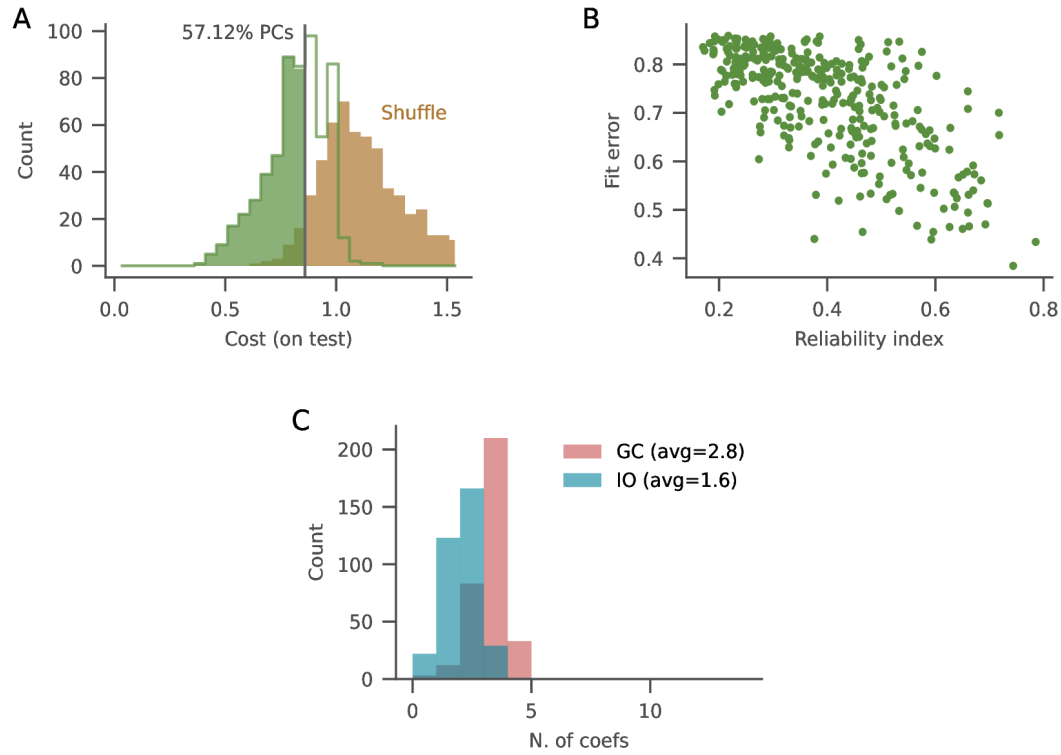 A
57.12% PCs
Shuffle
Count
100
80
60
40
20
0
0.0 0.5 1.0 1.5
Cost (on test)
B
Fit error
0.8
0.7
0.6
0.5
0.4
0.2 0.4 0.6 0.8
Reliability index
C
GC (avg=2.8)
IO (avg=1.6)
Count
200
150
100
50
0
0 5 10
N. of coefs